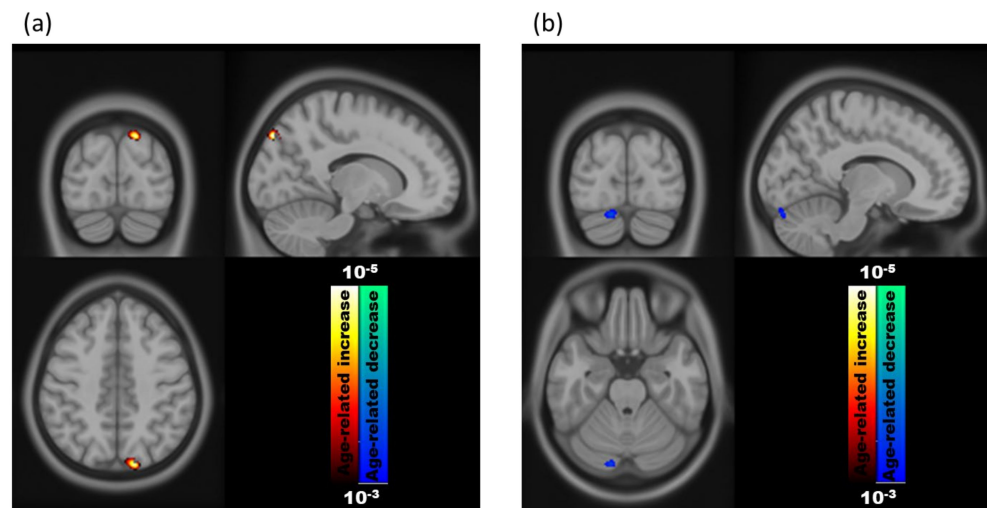 (a)
(b)
10-5
Age-related increase
Age-related decrease
10-3
10-5
Age-related increase
Age-related decrease
10-3